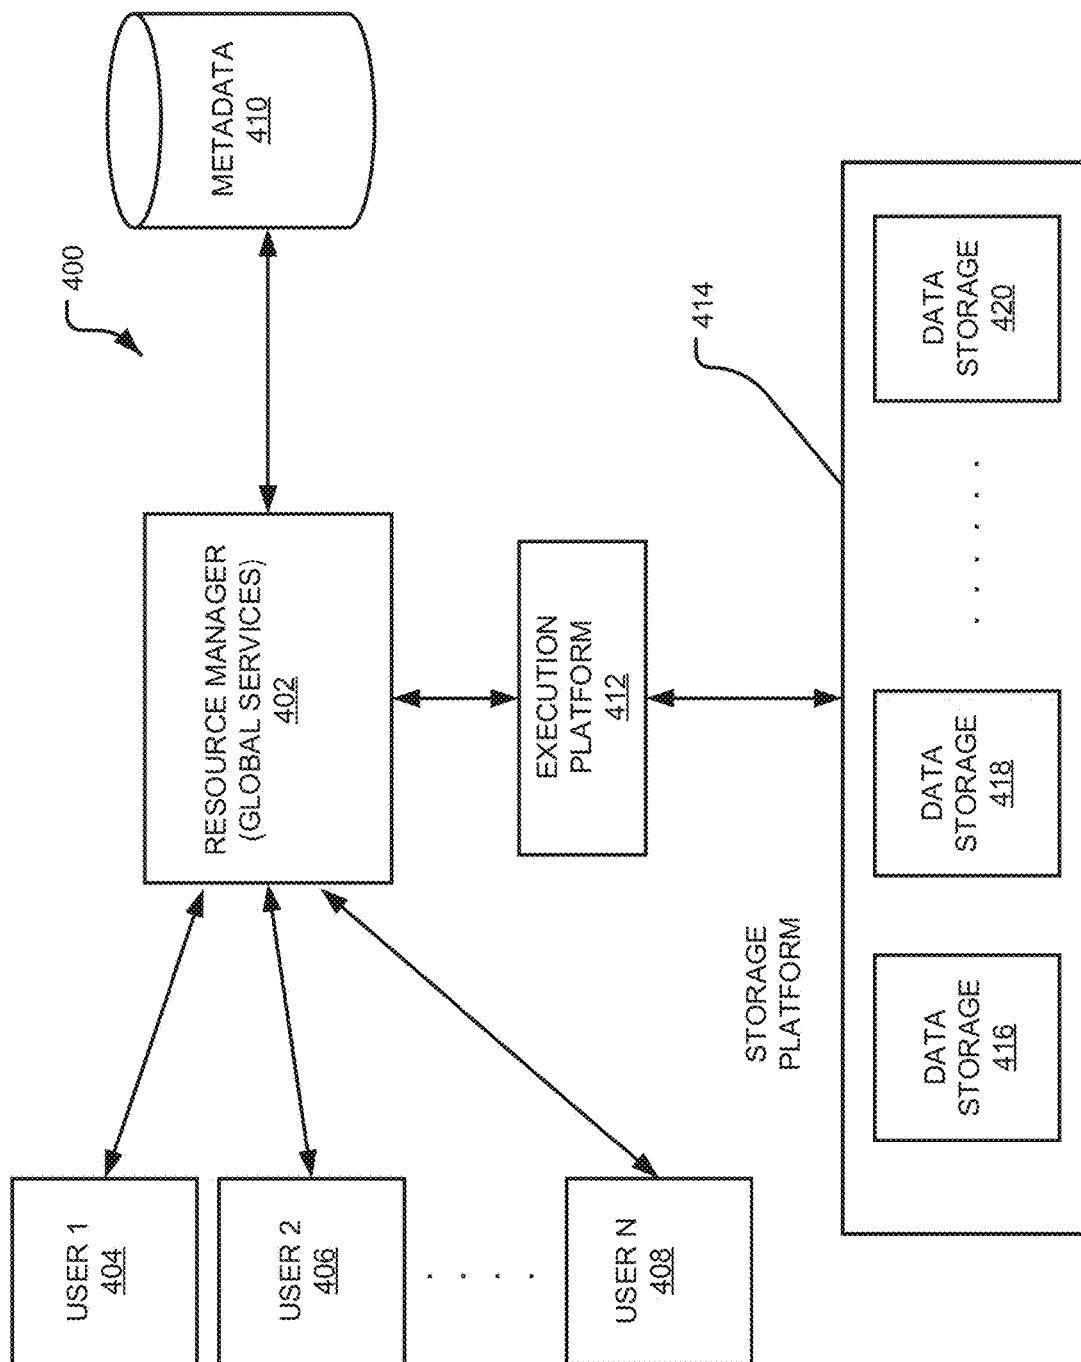 400
USER 1
404
USER 2
406
. . . .
USER N
408
RESOURCE MANAGER
(GLOBAL SERVICES)
402
METADATA
410
EXECUTION
PLATFORM
412
STORAGE
PLATFORM
414
DATA
STORAGE
416
DATA
STORAGE
418
. . . . . .
DATA
STORAGE
420